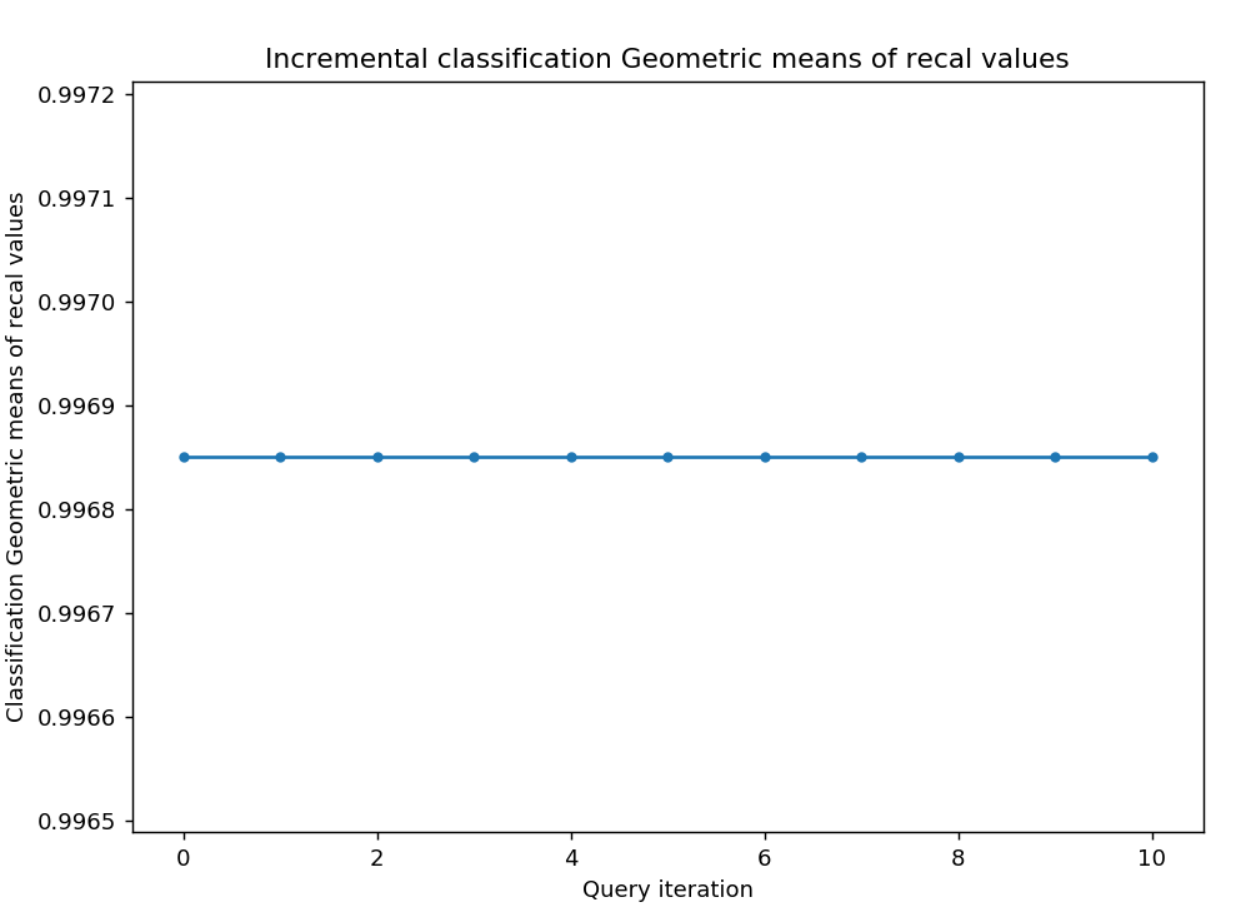 Incremental classification Geometric means of recal values
Classification Geometric means of recal values
0.9972
0.9971
0.9970
0.9969
0.9968
0.9967
0.9966
0.9965
0 2 4 6 8 10
Query iteration